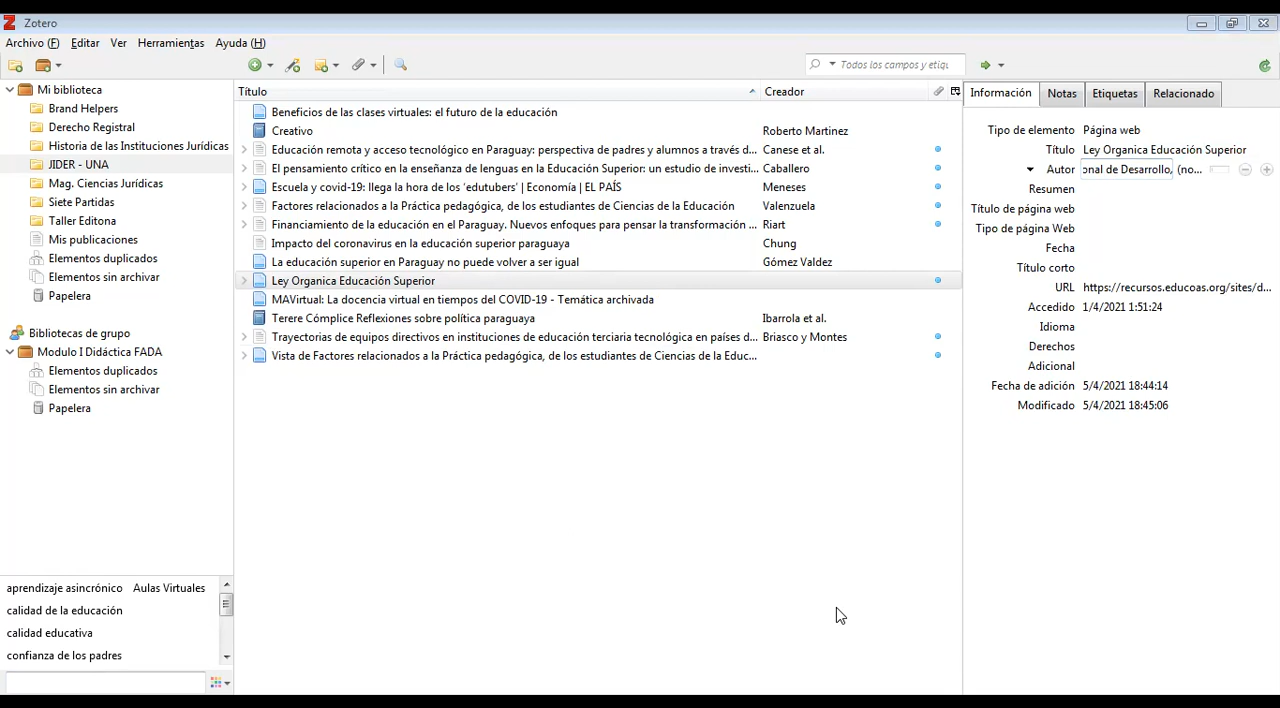 Zotero
Archivo (F) Editar Ver Herramientas Ayuda (H)
Todos los campos y etiqu
Mi biblioteca
Brand Helpers
Derecho Registral
Historia de las Instituciones Jurídicas
JIDER - UNA
Mag. Ciencias Jurídicas
Siete Partidas
Taller Editona
Mis publicaciones
Elementos duplicados
Elementos sin archivar
Papelera
Bibliotecas de grupo
Modulo I Didáctica FADA
Elementos duplicados
Elementos sin archivar
Papelera
aprendizaje asincrónico Aulas Virtuales
calidad de la educación
calidad educativa
confianza de los padres
Título Creador
Beneficios de las clases virtuales: el futuro de la educación
Creativo Roberto Martinez
Educación remota y acceso tecnológico en Paraguay: perspectiva de padres y alumnos a través d... Canese et al.
El pensamiento crítico en la enseñanza de lenguas en la Educación Superior: un estudio de investi... Caballero
Escuela y covid-19: llega la hora de los 'edutubers' | Economía | EL PAÍS Meneses
Factores relacionados a la Práctica pedagógica, de los estudiantes de Ciencias de la Educación Valenzuela
Financiamiento de la educación en el Paraguay. Nuevos enfoques para pensar la transformación ... Riart
Impacto del coronavirus en la educación superior paraguaya Chung
La educación superior en Paraguay no puede volver a ser igual Gómez Valdez
Ley Organica Educación Superior
MAVirtual: La docencia virtual en tiempos del COVID-19 - Temática archivada
Terere Cómplice Reflexiones sobre política paraguaya Ibarrola et al.
Trayectorias de equipos directivos en instituciones de educación terciaria tecnológica en países d... Briasco y Montes
Vista de Factores relacionados a la Práctica pedagógica, de los estudiantes de Ciencias de la Educ...
Información Notas Etiquetas Relacionado
Tipo de elemento Página web
Título Ley Organica Educación Superior
Autor onal de Desarrollo, (no...
Resumen
Título de página web
Tipo de página Web
Fecha
Título corto
URL https://recursos.educoas.org/sites/d...
Accedido 1/4/2021 1:51:24
Idioma
Derechos
Adicional
Fecha de adición 5/4/2021 18:44:14
Modificado 5/4/2021 18:45:06